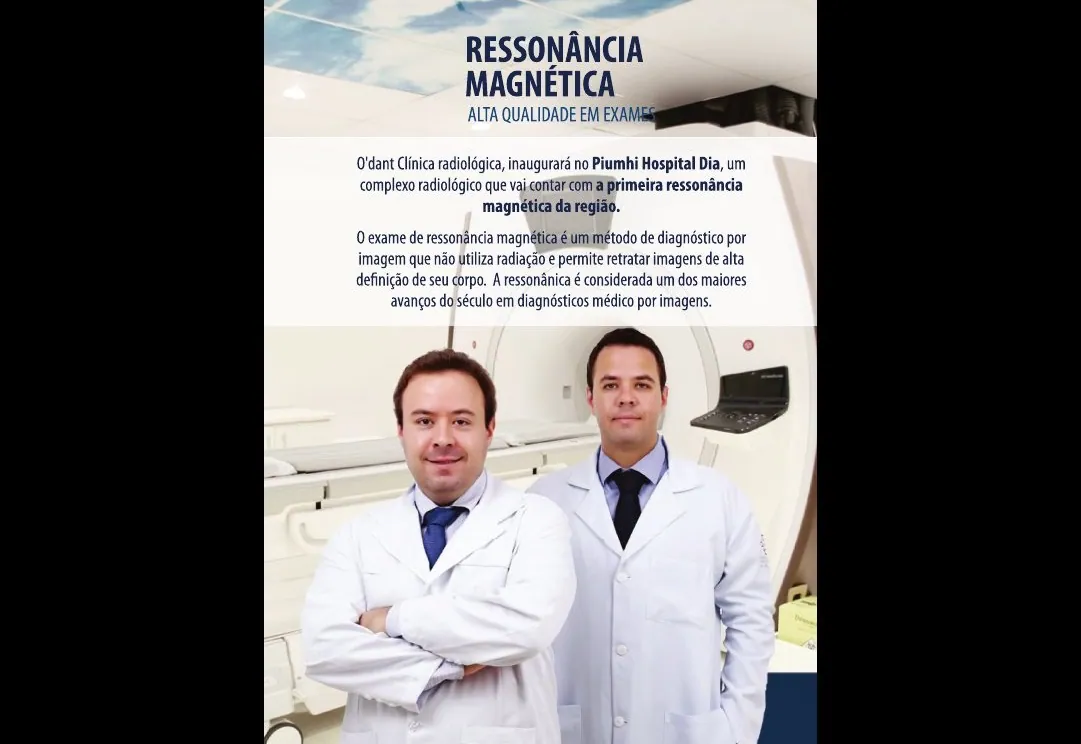 RESSONÂNCIA
MAGNÉTICA
ALTA QUALIDADE EM EXAMES
O'dant Clínica radiológica, inaugurará no Piumhi Hospital Dia, um
complexo radiológico que vai contar com a primeira ressonância
magnética da região.
O exame de ressonância magnética é um método de diagnóstico por
imagem que não utiliza radiação e permite retratar imagens de alta
definição de seu corpo. A ressonânica é considerada um dos maiores
avanços do século em diagnósticos médico por imagens.